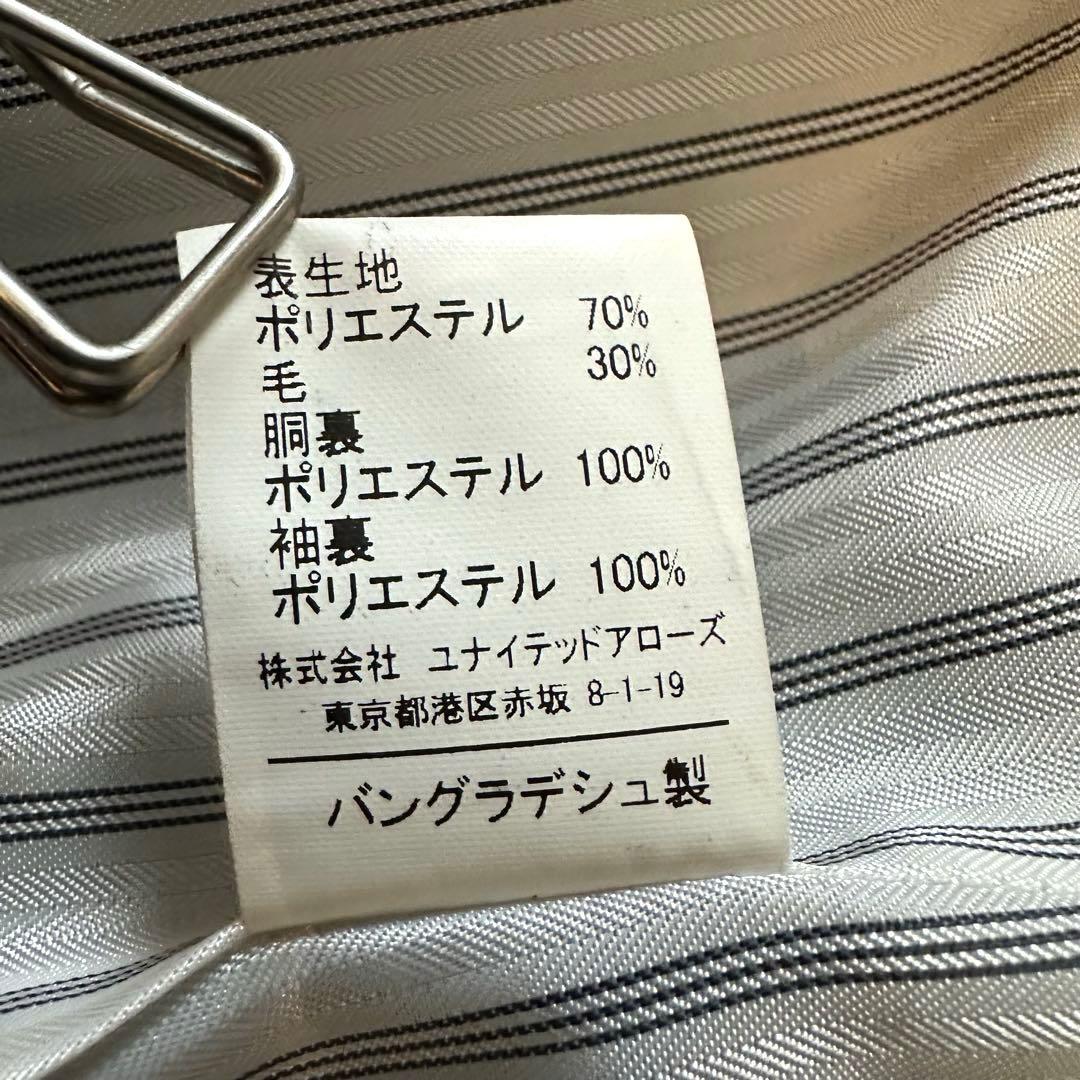 表生地
ポリエステル 70%
毛 30%
胴裏
ポリエステル 100%
袖裏
ポリエステル 100%
株式会社 ユナイテッドアローズ
東京都港区赤坂 8-1-19
バングラデシュ製